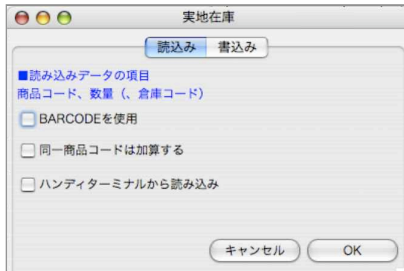 実地在庫
読込み 書込み
■読み込みデータの項目
商品コード、数量（、倉庫コード）
BARCODEを使用
同一商品コードは加算する
ハンディターミナルから読み込み
キャンセル OK